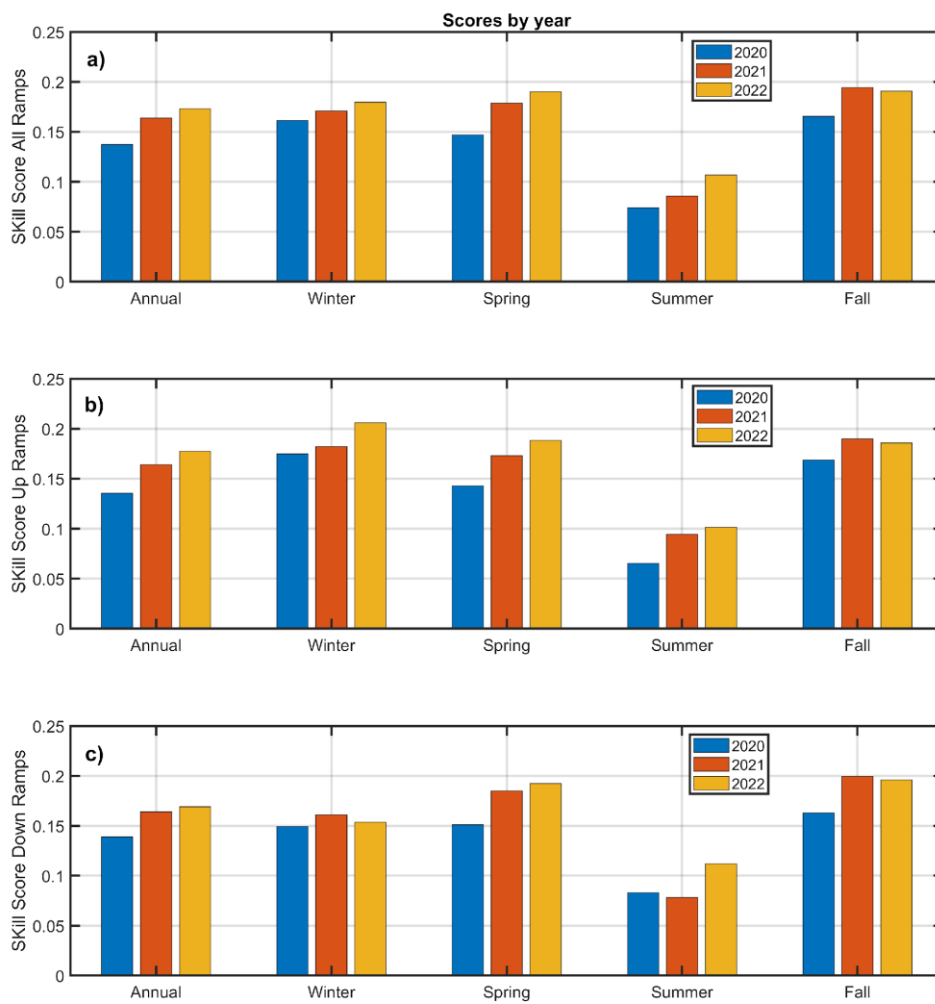 Scores by year
a)
SKill Score All Ramps
0.25
0.2
0.15
0.1
0.05
0
2020
2021
2022
Annual
Winter
Spring
Summer
Fall
b)
SKill Score Up Ramps
0.25
0.2
0.15
0.1
0.05
0
2020
2021
2022
Annual
Winter
Spring
Summer
Fall
c)
SKill Score Down Ramps
0.25
0.2
0.15
0.1
0.05
0
2020
2021
2022
Annual
Winter
Spring
Summer
Fall